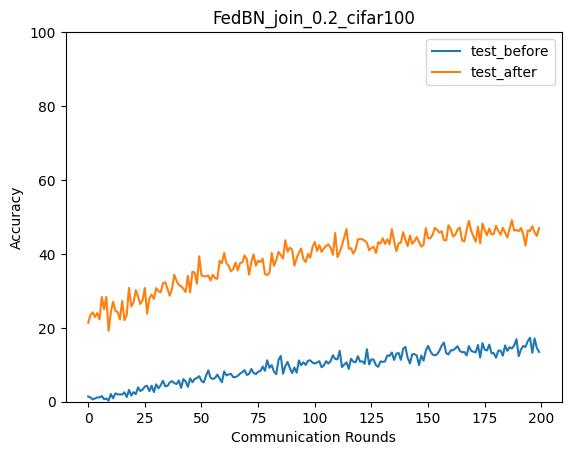 FedBN_join_0.2_cifar100
100
80
60
40
20
0
Accuracy
test_before
test_after
0 25 50 75 100 125 150 175 200
Communication Rounds